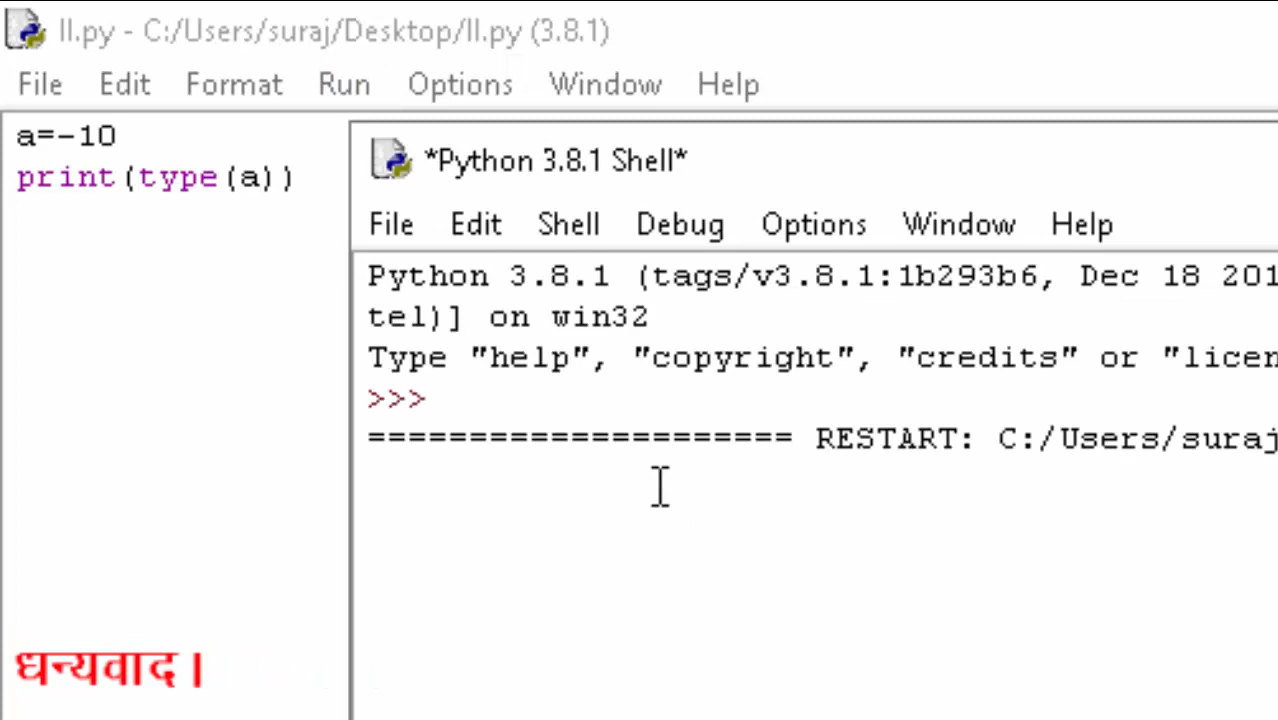 ll.py - C:/Users/suraj/Desktop/ll.py (3.8.1)
File Edit Format Run Options Window Help
a=-10
print(type(a))
*Python 3.8.1 Shell*
File Edit Shell Debug Options Window Help
Python 3.8.1 (tags/v3.8.1:1b293b6, Dec 18 201
tel)] on win32
Type "help", "copyright", "credits" or "licen
>>>
===================== RESTART: C:/Users/suraj
धन्यवाद।